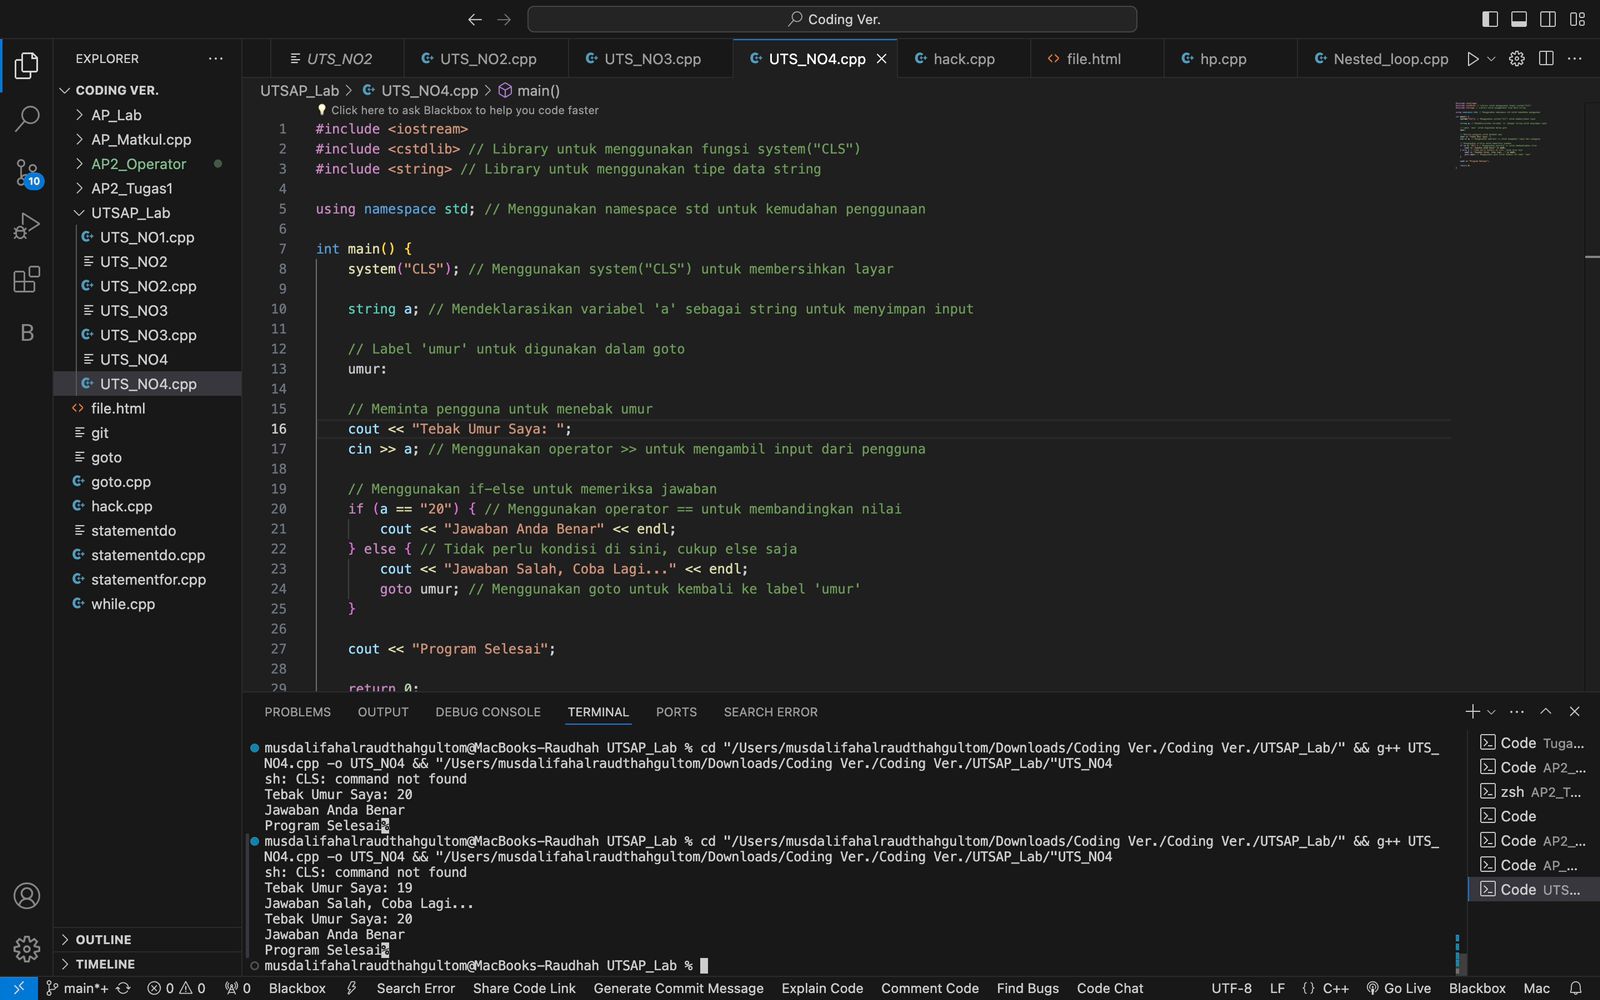 Coding Ver.
EXPLORER
CODING VER.
AP_Lab
AP_Matkul.cpp
AP2_Operator
AP2_Tugas1
UTSAP_Lab
UTS_NO1.cpp
UTS_NO2
UTS_NO2.cpp
UTS_NO3
UTS_NO3.cpp
UTS_NO4
UTS_NO4.cpp
file.html
git
goto
goto.cpp
hack.cpp
statementdo
statementdo.cpp
statementfor.cpp
while.cpp
OUTLINE
TIMELINE
10
B
UTS_NO2 UTS_NO2.cpp UTS_NO3.cpp UTS_NO4.cpp hack.cpp file.html hp.cpp Nested_loop.cpp
UTSAP_Lab > UTS_NO4.cpp > main()
Click here to ask Blackbox to help you code faster
1 #include <iostream>
2 #include <cstdlib> // Library untuk menggunakan fungsi system("CLS")
3 #include <string> // Library untuk menggunakan tipe data string
4
5 using namespace std; // Menggunakan namespace std untuk kemudahan penggunaan
6
7 int main() {
8 system("CLS"); // Menggunakan system("CLS") untuk membersihkan layar
9
10 string a; // Mendeklarasikan variabel 'a' sebagai string untuk menyimpan input
11
12 // Label 'umur' untuk digunakan dalam goto
13 umur:
14
15 // Meminta pengguna untuk menebak umur
16 cout << "Tebak Umur Saya: ";
17 cin >> a; // Menggunakan operator >> untuk mengambil input dari pengguna
18
19 // Menggunakan if-else untuk memeriksa jawaban
20 if (a == "20") { // Menggunakan operator == untuk membandingkan nilai
21 cout << "Jawaban Anda Benar" << endl;
22 } else { // Tidak perlu kondisi di sini, cukup else saja
23 cout << "Jawaban Salah, Coba Lagi..." << endl;
24 goto umur; // Menggunakan goto untuk kembali ke label 'umur'
25 }
26
27 cout << "Program Selesai";
28
29 return 0;
PROBLEMS OUTPUT DEBUG CONSOLE TERMINAL PORTS SEARCH ERROR
musdalifahalraudthahgultom@MacBooks-Raudhah UTSAP_Lab % cd "/Users/musdalifahalraudthahgultom/Downloads/Coding Ver./Coding Ver./UTSAP_Lab/" && g++ UTS_
NO4.cpp -o UTS_NO4 && "/Users/musdalifahalraudthahgultom/Downloads/Coding Ver./Coding Ver./UTSAP_Lab/"UTS_NO4
sh: CLS: command not found
Tebak Umur Saya: 20
Jawaban Anda Benar
Program Selesai%
musdalifahalraudthahgultom@MacBooks-Raudhah UTSAP_Lab % cd "/Users/musdalifahalraudthahgultom/Downloads/Coding Ver./Coding Ver./UTSAP_Lab/" && g++ UTS_
NO4.cpp -o UTS_NO4 && "/Users/musdalifahalraudthahgultom/Downloads/Coding Ver./Coding Ver./UTSAP_Lab/"UTS_NO4
sh: CLS: command not found
Tebak Umur Saya: 19
Jawaban Salah, Coba Lagi...
Tebak Umur Saya: 20
Jawaban Anda Benar
Program Selesai%
musdalifahalraudthahgultom@MacBooks-Raudhah UTSAP_Lab %
Code Tuga...
Code AP2_...
zsh AP2_T...
Code
Code AP2_...
Code AP_...
Code UTS...
main*+ 0 0 0 Blackbox Search Error Share Code Link Generate Commit Message Explain Code Comment Code Find Bugs Code Chat UTF-8 LF {} C++ Go Live Blackbox Mac